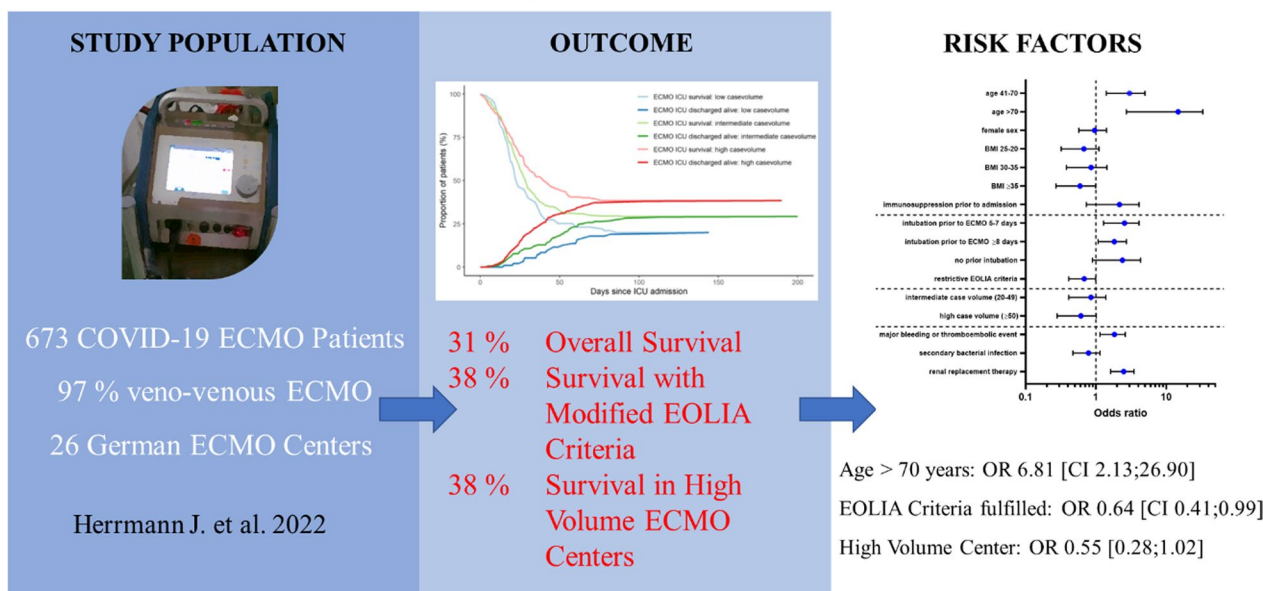 STUDY POPULATION
673 COVID-19 ECMO Patients
97 % veno-venous ECMO
26 German ECMO Centers
Herrmann J. et al. 2022
OUTCOME
Proportion of patients (%)
100
75
50
25
0
ECMO ICU survival: low casevolume
ECMO ICU discharged alive: low casevolume
ECMO ICU survival: intermediate casevolume
ECMO ICU discharged alive: intermediate casevolume
ECMO ICU survival: high casevolume
ECMO ICU discharged alive: high casevolume
0 50 100 150 200
Days since ICU admission
31 % Overall Survival
38 % Survival with
Modified EOLIA
Criteria
38 % Survival in High
Volume ECMO
Centers
RISK FACTORS
age 41-70
age >70
female sex
BMI 25-20
BMI 30-35
BMI ≥35
immunosuppression prior to admission
intubation prior to ECMO 5-7 days
intubation prior to ECMO ≥8 days
no prior intubation
restrictive EOLIA criteria
intermediate case volume (20-49)
high case volume (≥50)
major bleeding or thromboembolic event
secondary bacterial infection
renal replacement therapy
0.1 1 10
Odds ratio
Age > 70 years: OR 6.81 [CI 2.13;26.90]
EOLIA Criteria fulfilled: OR 0.64 [CI 0.41;0.99]
High Volume Center: OR 0.55 [0.28;1.02]